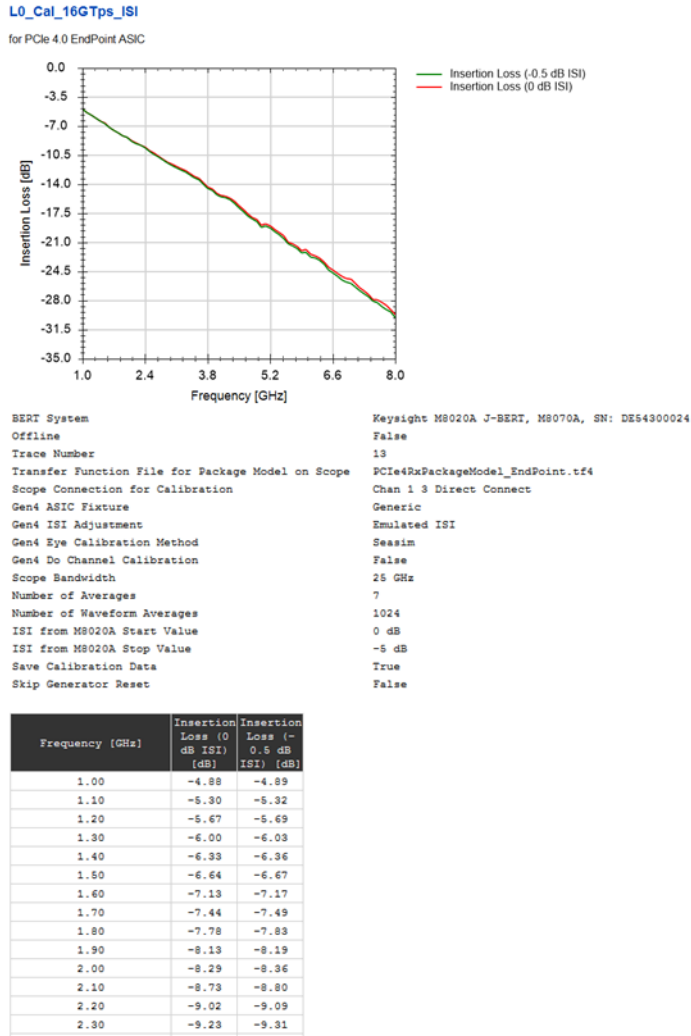 L0_Cal_16GTps_ISI
for PCIe 4.0 EndPoint ASIC
0.0
-3.5
-7.0
-10.5
-14.0
-17.5
-21.0
-24.5
-28.0
-31.5
-35.0
Insertion Loss [dB]
1.0 2.4 3.8 5.2 6.6 8.0
Frequency [GHz]
Insertion Loss (-0.5 dB ISI)
Insertion Loss (0 dB ISI)
BERT System Keysight M8020A J-BERT, M8070A, SN: DE54300024
Offline False
Trace Number 13
Transfer Function File for Package Model on Scope PCIe4RxPackageModel_EndPoint.tf4
Scope Connection for Calibration Chan 1 3 Direct Connect
Gen4 ASIC Fixture Generic
Gen4 ISI Adjustment Emulated ISI
Gen4 Eye Calibration Method Seasim
Gen4 Do Channel Calibration False
Scope Bandwidth 25 GHz
Number of Averages 7
Number of Waveform Averages 1024
ISI from M8020A Start Value 0 dB
ISI from M8020A Stop Value -5 dB
Save Calibration Data True
Skip Generator Reset False
Frequency [GHz] Insertion Loss (0 dB ISI) [dB] Insertion Loss (-0.5 dB ISI) [dB]
1.00 -4.88 -4.89
1.10 -5.30 -5.32
1.20 -5.67 -5.69
1.30 -6.00 -6.03
1.40 -6.33 -6.36
1.50 -6.64 -6.67
1.60 -7.13 -7.17
1.70 -7.44 -7.49
1.80 -7.78 -7.83
1.90 -8.13 -8.19
2.00 -8.29 -8.36
2.10 -8.73 -8.80
2.20 -9.02 -9.09
2.30 -9.23 -9.31